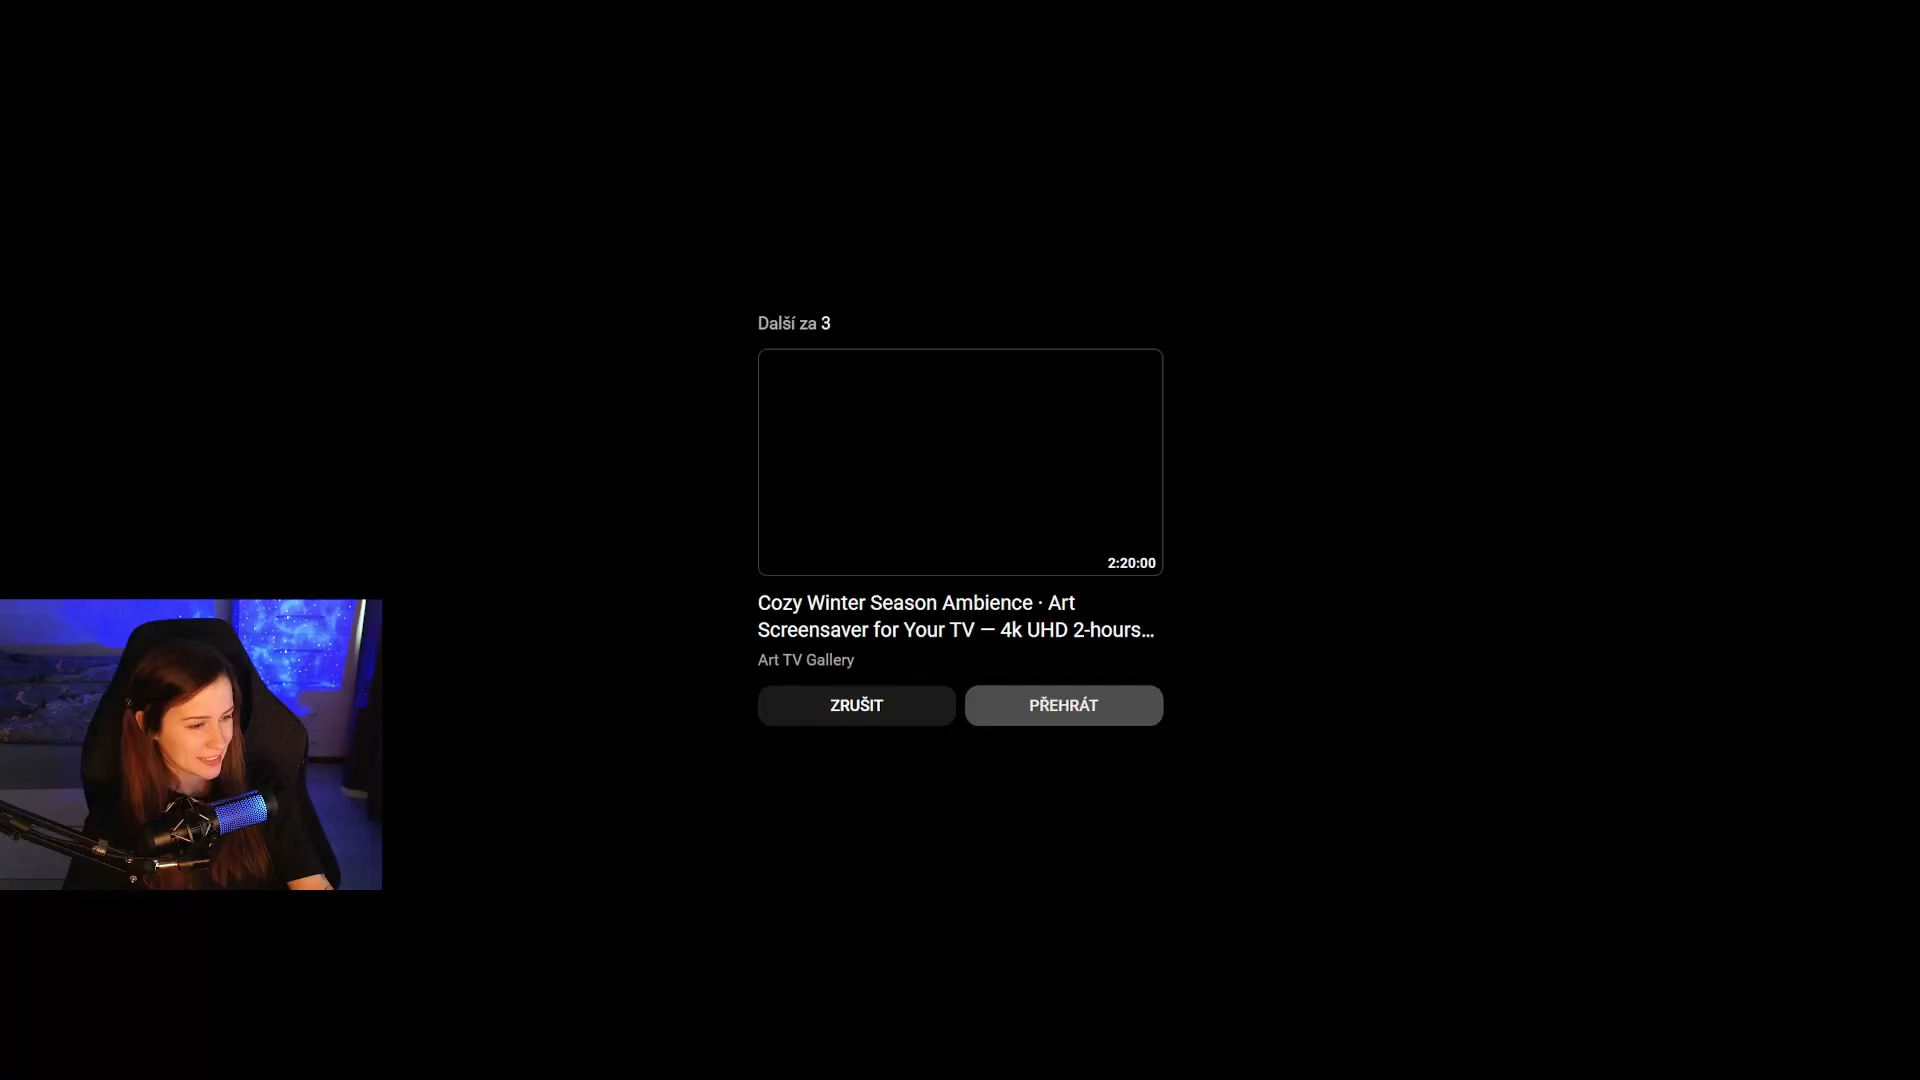 Další za 3
2:20:00
Cozy Winter Season Ambience · Art
Screensaver for Your TV — 4k UHD 2-hours...
Art TV Gallery
ZRUŠIT
PŘEHRÁT